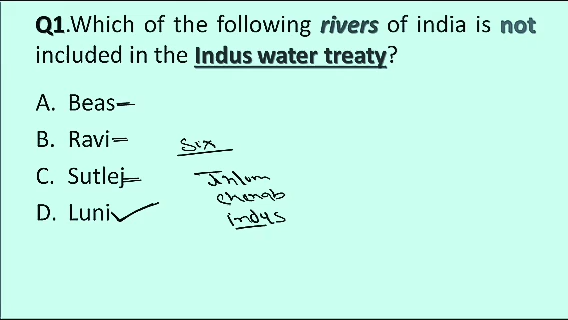 Q1.Which of the following rivers of india is not
included in the Indus water treaty?
A. Beas
B. Ravi
C. Sutlej
D. Luni
Six
Jhlum
chenab
indus